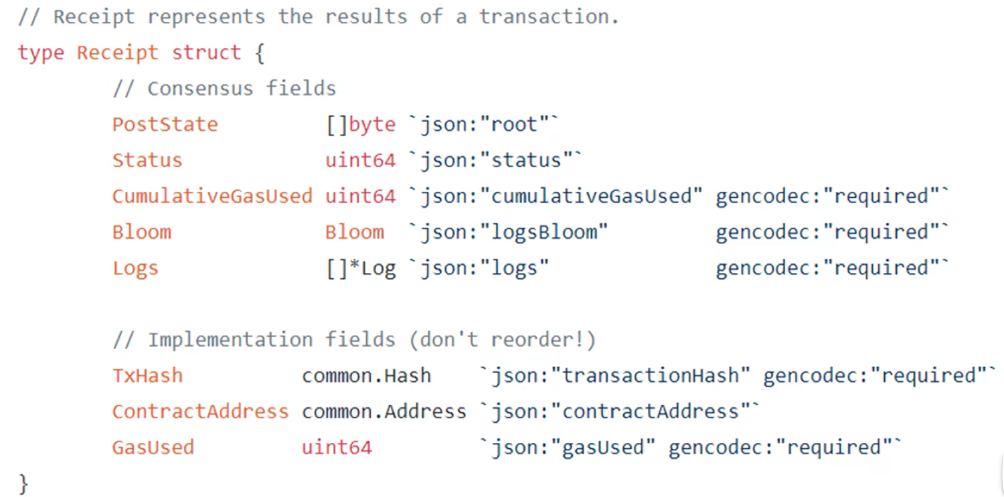 // Receipt represents the results of a transaction.
type Receipt struct {
// Consensus fields
PostState []byte `json:"root"`
Status uint64 `json:"status"`
CumulativeGasUsed uint64 `json:"cumulativeGasUsed" gencodec:"required"`
Bloom Bloom `json:"logsBloom" gencodec:"required"`
Logs []*Log `json:"logs" gencodec:"required"`
// Implementation fields (don't reorder!)
TxHash common.Hash `json:"transactionHash" gencodec:"required"`
ContractAddress common.Address `json:"contractAddress"`
GasUsed uint64 `json:"gasUsed" gencodec:"required"`
}